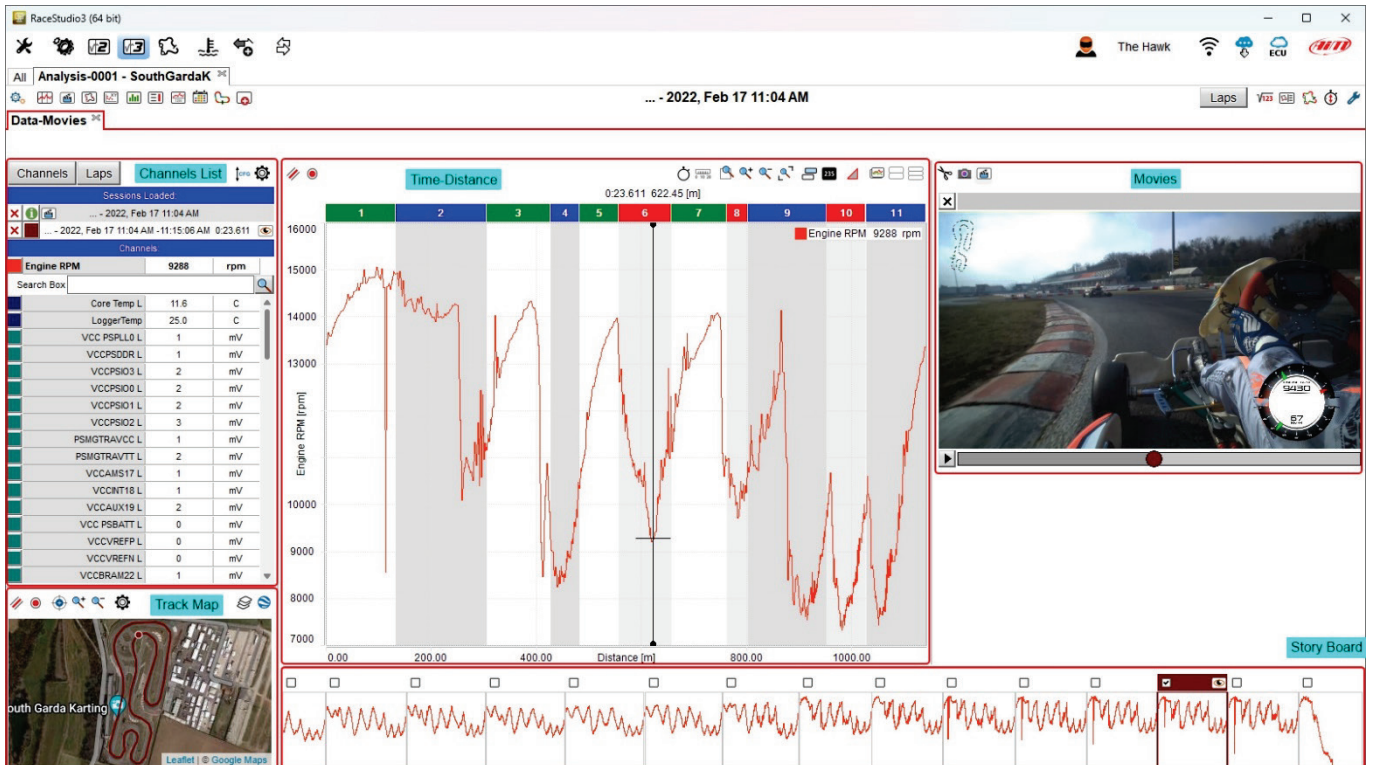 RaceStudio3 (64 bit)
The Hawk
ECU
AiM
All Analysis-0001 - SouthGardaK
... - 2022, Feb 17 11:04 AM
Laps
Data-Movies
Channels Laps Channels List
Sessions Loaded
... - 2022, Feb 17 11:04 AM
... - 2022, Feb 17 11:04 AM -11:15:06 AM 0:23.611
Channels
Engine RPM 9288 rpm
Search Box
Core Temp L 11.6 C
LoggerTemp 25.0 C
VCC PSPLL0 L 1 mV
VCCPSDDR L 1 mV
VCCPSIO3 L 2 mV
VCCPSIO0 L 2 mV
VCCPSIO1 L 2 mV
VCCPSIO2 L 3 mV
PSMGTRAVCC L 1 mV
PSMGTRAVTT L 2 mV
VCCAMS17 L 1 mV
VCCINT18 L 1 mV
VCCAUX19 L 2 mV
VCC PSBATT L 0 mV
VCCVREFP L 0 mV
VCCVREFN L 0 mV
VCCBRAM22 L 1 mV
Track Map
outh Garda Karting
Leaflet | © Google Maps
Time-Distance
0:23.611 622.45 [m]
1 2 3 4 5 6 7 8 9 10 11
Engine RPM 9288 rpm
16000
15000
14000
13000
Engine RPM [rpm]
10000
9000
8000
7000
0.00 200.00 400.00 Distance [m] 800.00 1000.00
Movies
9430
57
Story Board